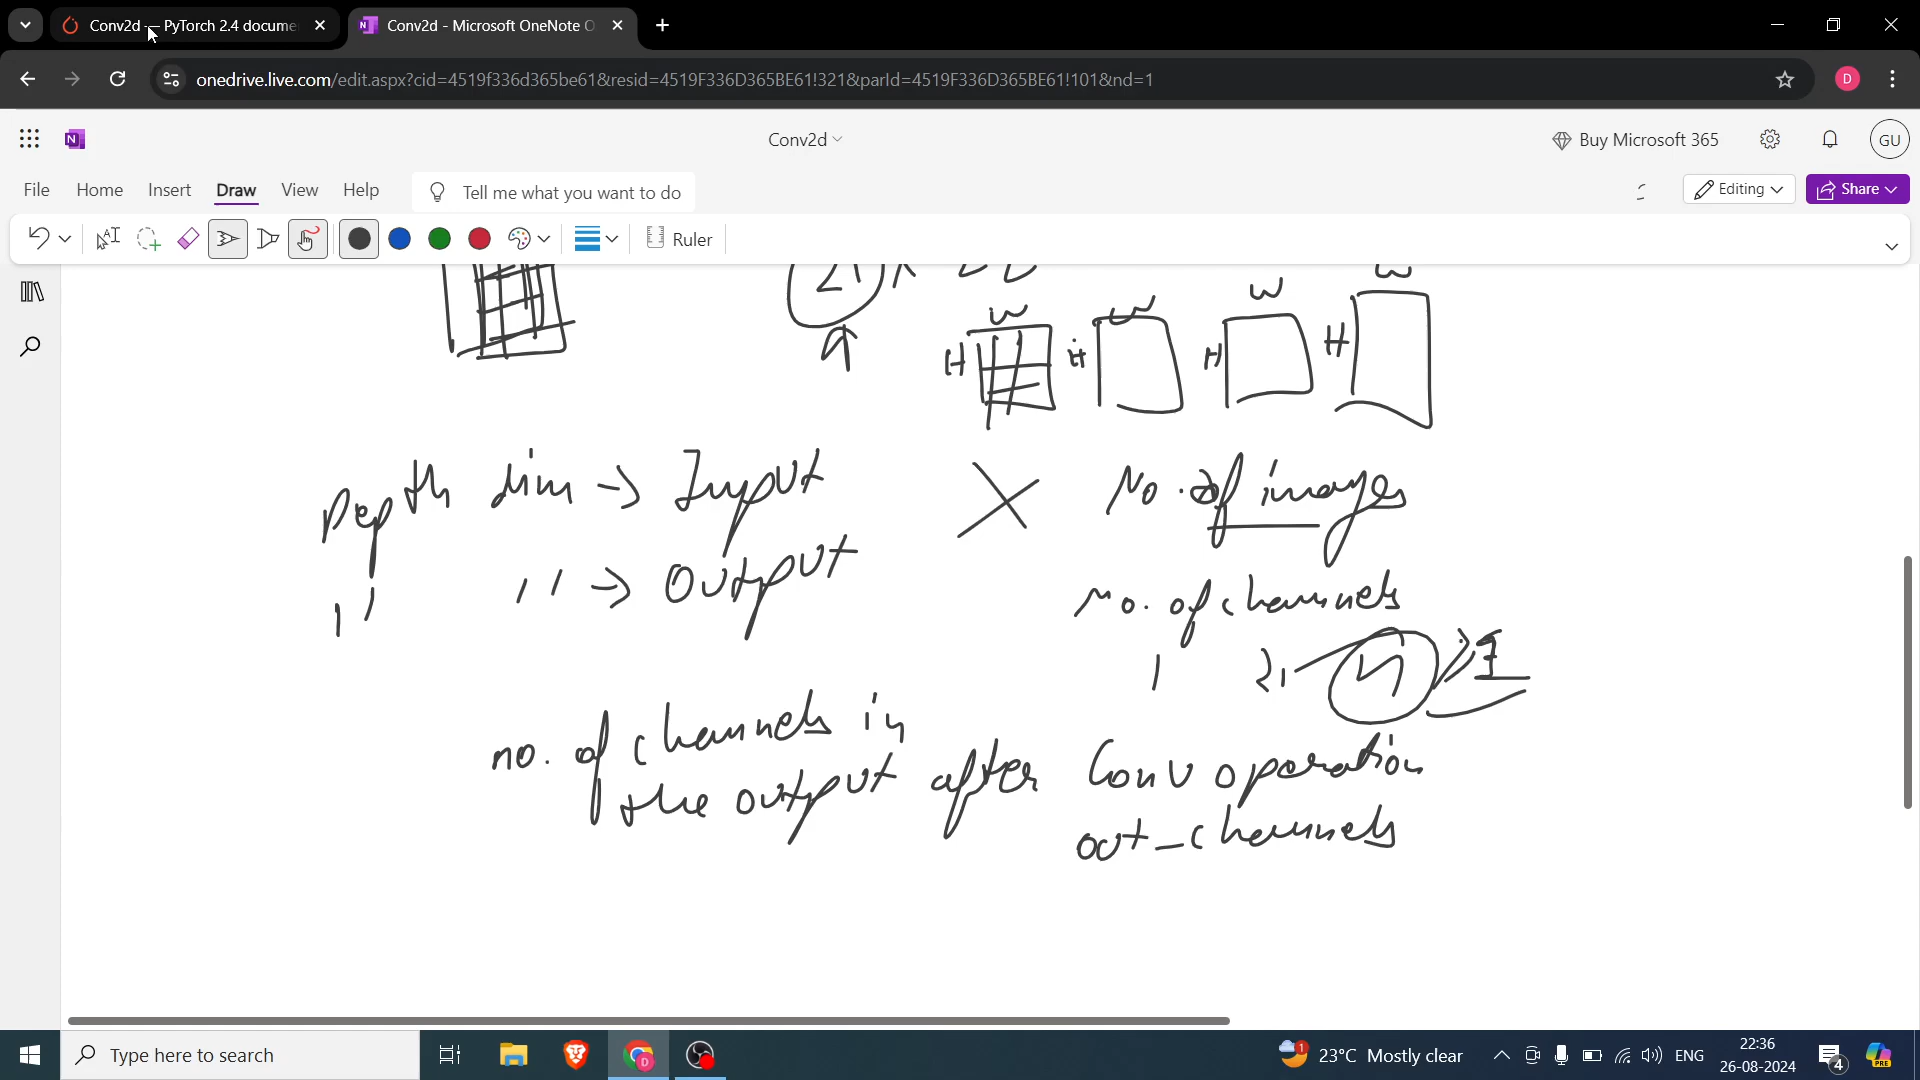 Conv2d — PyTorch 2.4 docume
Conv2d - Microsoft OneNote O
onedrive.live.com/edit.aspx?cid=4519f336d365be61&resid=4519F336D365BE61!321&parId=4519F336D365BE61!101&nd=1
D
Conv2d
Buy Microsoft 365
GU
File Home Insert Draw View Help
Tell me what you want to do
Editing
Share
Ruler
W W W W
H H H H
Depth dim → Input X No. of images
'' '' → Output
No. of channels
1 21
no. of channels in
the output after Conv operation
out_channels
Type here to search
23°C Mostly clear
ENG
22:36
26-08-2024
4